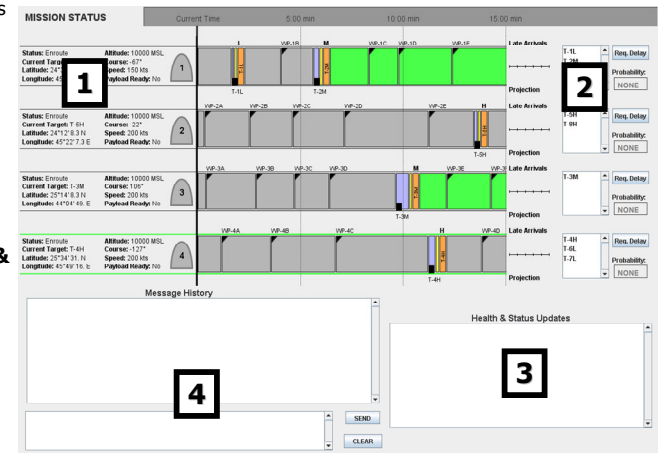 s
MISSION STATUS
Current Time 5:00 min 10:00 min 15:00 min
L WP-1B M WP-1C WP-1D WP-1E Late Arrivals
Status: Enroute Altitude: 10000 MSL
Current Target: Course: -67°
Latitude: 24° Speed: 150 kts
Longitude: 45 Payload Ready: No
1
T-1L
T-2M
T-1L T-2M
Projection
T-1L
T-2M
Req. Delay
Probability:
NONE
1
2
WP-2A WP-2B WP-2C WP-2D WP-2E H Late Arrivals
Status: Enroute Altitude: 10000 MSL
Current Target: T-5H Course: -22°
Latitude: 24°12' 8.3 N Speed: 200 kts
Longitude: 45°22' 7.3 E Payload Ready: No
2
T-5H
T-5H
Projection
T-5H
T-9H
Req. Delay
Probability:
NONE
WP-3A WP-3B WP-3C WP-3D M WP-3E WP-3 Late Arrivals
Status: Enroute Altitude: 10000 MSL
Current Target: T-3M Course: 106°
Latitude: 25°14' 8.3 N Speed: 200 kts
Longitude: 44°04' 49. E Payload Ready: No
3
T-3M
T-3M
Projection
T-3M
Req. Delay
Probability:
NONE
WP-4A WP-4B WP-4C H WP-4D Late Arrivals
&
Status: Enroute Altitude: 10000 MSL
Current Target: T-4H Course: -127°
Latitude: 25°34' 31. N Speed: 200 kts
Longitude: 45°49' 16. E Payload Ready: No
4
T-4H
T-4H
Projection
T-4H
T-6L
T-7L
Req. Delay
Probability:
NONE
Message History
Health & Status Updates
3
4
SEND
CLEAR